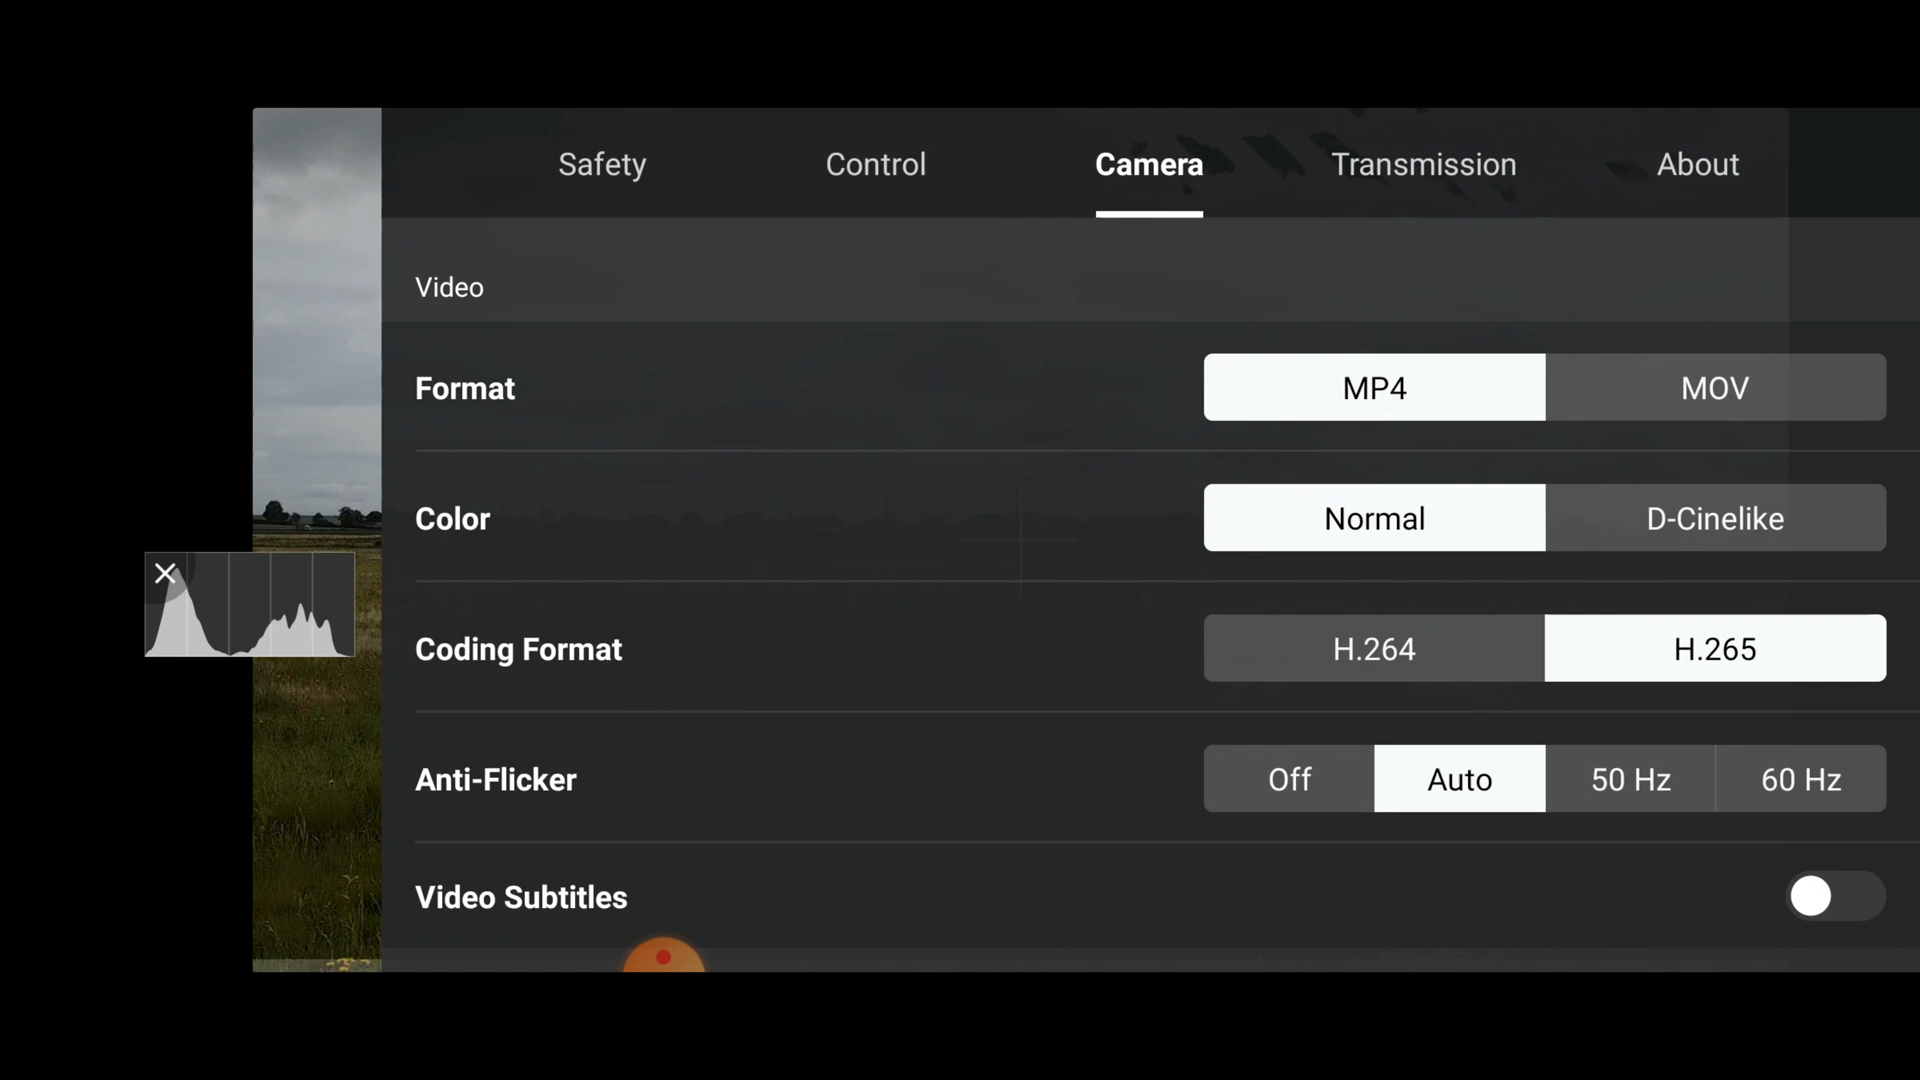 Safety Control Camera Transmission About
Video
Format MP4 MOV
Color Normal D-Cinelike
Coding Format H.264 H.265
Anti-Flicker Off Auto 50 Hz 60 Hz
Video Subtitles